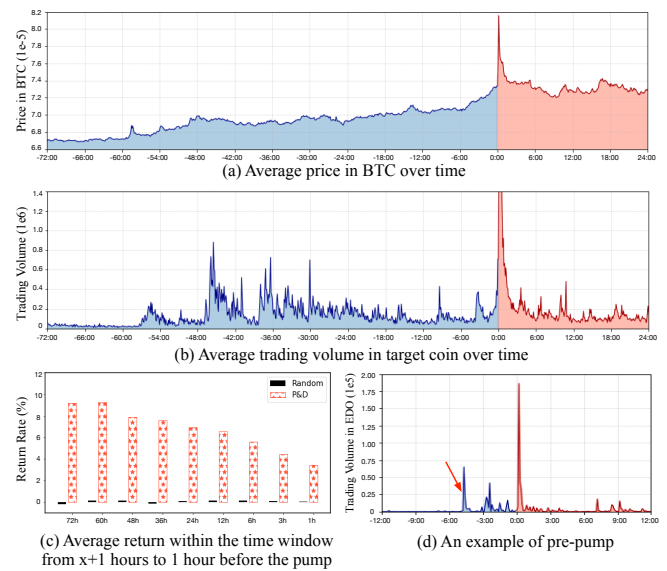 8.2
8.0
7.8
7.4
7.2
7.0
6.8
6.6
Price in BTC (1e-5)
-72:00 -66:00 -60:00 -54:00 -48:00 -42:00 -36:00 -30:00 -24:00 -18:00 -12:00 -6:00 0:00 6:00 12:00 18:00 24:00
(a) Average price in BTC over time
1.4
1.2
1.0
0.8
0.6
0.4
0.2
0
Trading Volume (1e6)
-72:00 -66:00 -60:00 -54:00 -48:00 -42:00 -36:00 -30:00 -24:00 -18:00 -12:00 -6:00 0:00 6:00 12:00 18:00 24:00
(b) Average trading volume in target coin over time
12
10
8
6
4
2
0
Return Rate (%)
Random
P&D
72h 60h 48h 36h 24h 12h 6h 3h 1h
(c) Average return within the time window
from x+1 hours to 1 hour before the pump
2.00
1.75
1.25
1.00
0.75
0.50
0.25
0
Trading Volume in EDO (1e5)
-12:00 -9:00 -6:00 -3:00 0:00 3:00 6:00 9:00 12:00
(d) An example of pre-pump